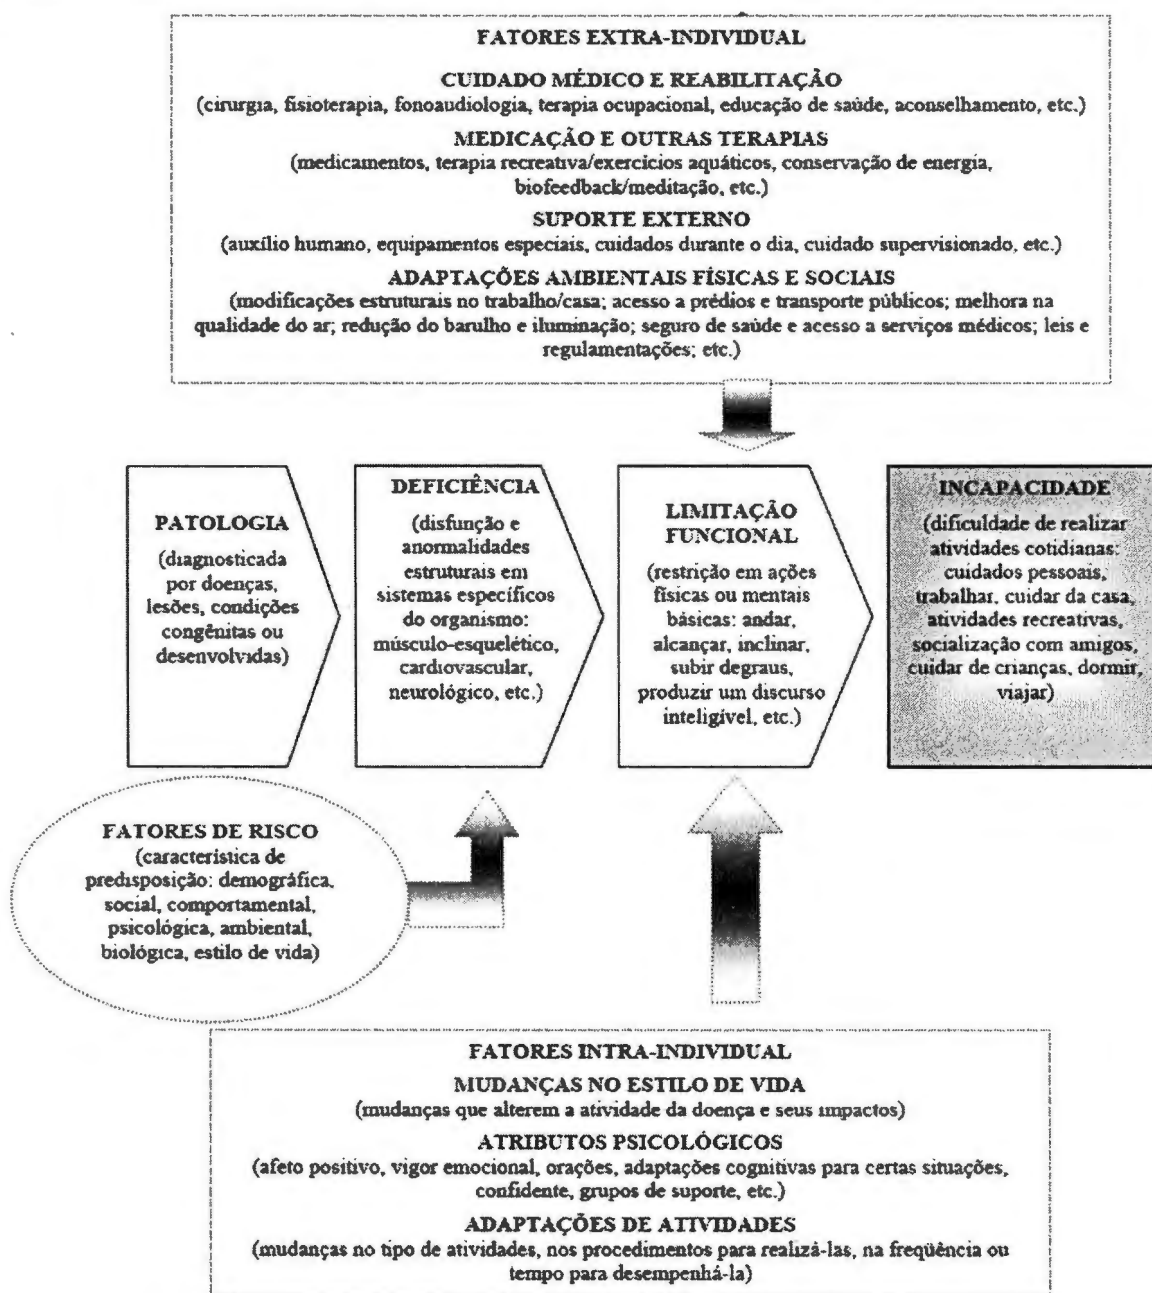 FATORES EXTRA-INDIVIDUAL
CUIDADO MÉDICO E REABILITAÇÃO
(cirurgia, fisioterapia, fonoaudiologia, terapia ocupacional, educação de saúde, aconselhamento, etc.)
MEDICAÇÃO E OUTRAS TERAPIAS
(medicamentos, terapia recreativa/exercícios aquáticos, conservação de energia,
biofeedback/meditação, etc.)
SUPORTE EXTERNO
(auxílio humano, equipamentos especiais, cuidados durante o dia, cuidado supervisionado, etc.)
ADAPTAÇÕES AMBIENTAIS FÍSICAS E SOCIAIS
(modificações estruturais no trabalho/casa; acesso a prédios e transporte públicos; melhora na
qualidade do ar; redução do barulho e iluminação; seguro de saúde e acesso a serviços médicos; leis e
regulamentações; etc.)
PATOLOGIA
(diagnosticada
por doenças,
lesões, condições
congênitas ou
desenvolvidas)
DEFICIÊNCIA
(disfunção e
anormalidades
estruturais em
sistemas específicos
do organismo:
músculo-esquelético,
cardiovascular,
neurológico, etc.)
LIMITAÇÃO
FUNCIONAL
(restrição em ações
físicas ou mentais
básicas: andar,
alcançar, inclinar,
subir degraus,
produzir um discurso
inteligível, etc.)
INCAPACIDADE
(dificuldade de realizar
atividades cotidianas:
cuidados pessoais,
trabalhar, cuidar da casa,
atividades recreativas,
socialização com amigos,
cuidar de crianças, dormir,
viajar)
FATORES DE RISCO
(característica de
predisposição: demográfica,
social, comportamental,
psicológica, ambiental,
biológica, estilo de vida)
FATORES INTRA-INDIVIDUAL
MUDANÇAS NO ESTILO DE VIDA
(mudanças que alterem a atividade da doença e seus impactos)
ATRIBUTOS PSICOLÓGICOS
(afeto positivo, vigor emocional, orações, adaptações cognitivas para certas situações,
confidente, grupos de suporte, etc.)
ADAPTAÇÕES DE ATIVIDADES
(mudanças no tipo de atividades, nos procedimentos para realizá-las, na freqüência ou
tempo para desempenhá-la)